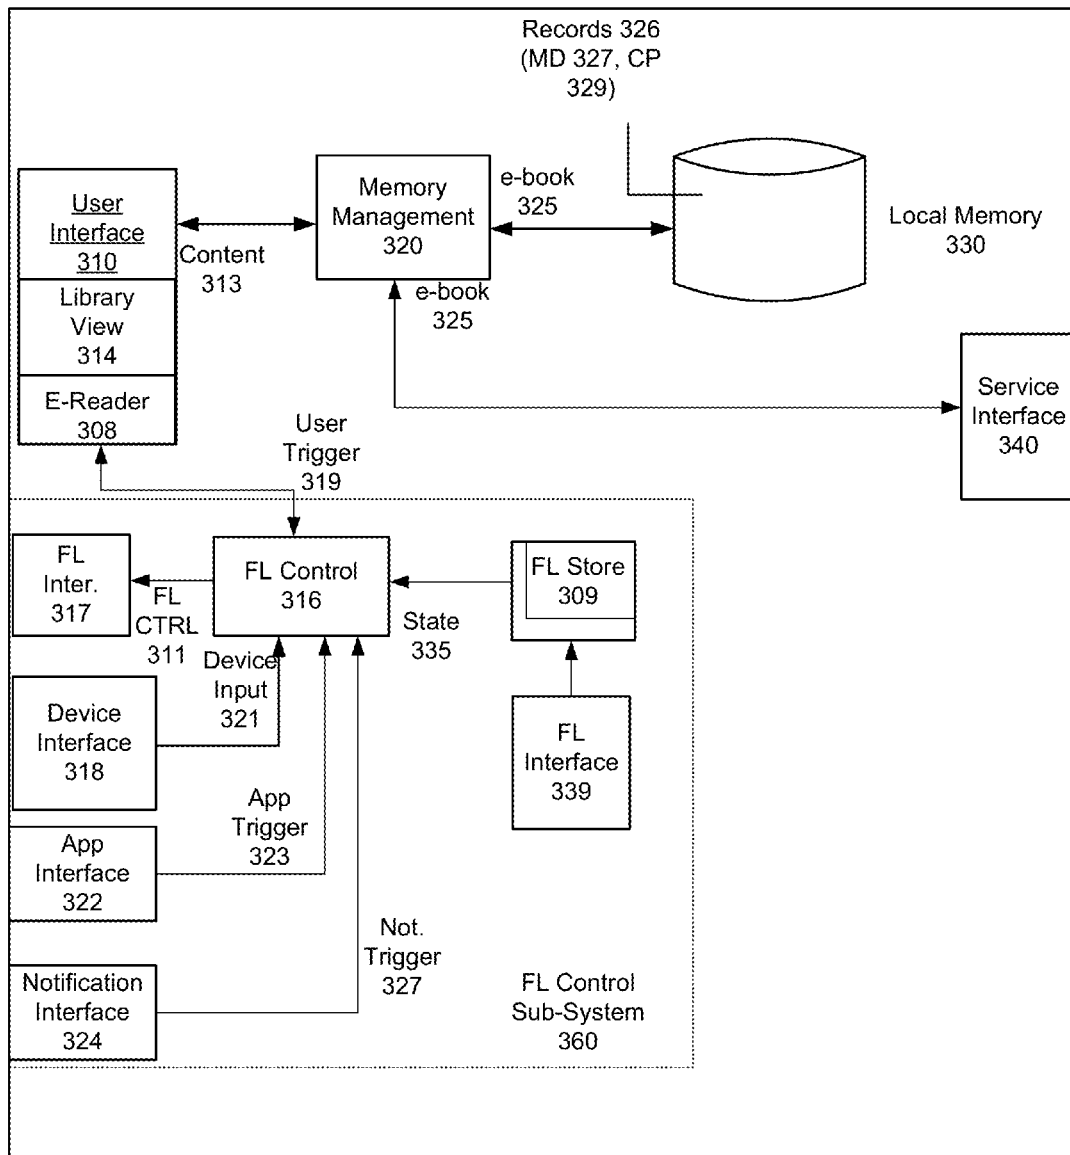 Records 326
(MD 327, CP
329)
User
Interface
310
Library
View
314
E-Reader
308
Content
313
Memory
Management
320
e-book
325
e-book
325
Local Memory
330
Service
Interface
340
User
Trigger
319
FL
Inter.
317
FL
CTRL
311
FL Control
316
State
335
FL Store
309
FL
Interface
339
Device
Interface
318
Device
Input
321
App
Interface
322
App
Trigger
323
Notification
Interface
324
Not.
Trigger
327
FL Control
Sub-System
360